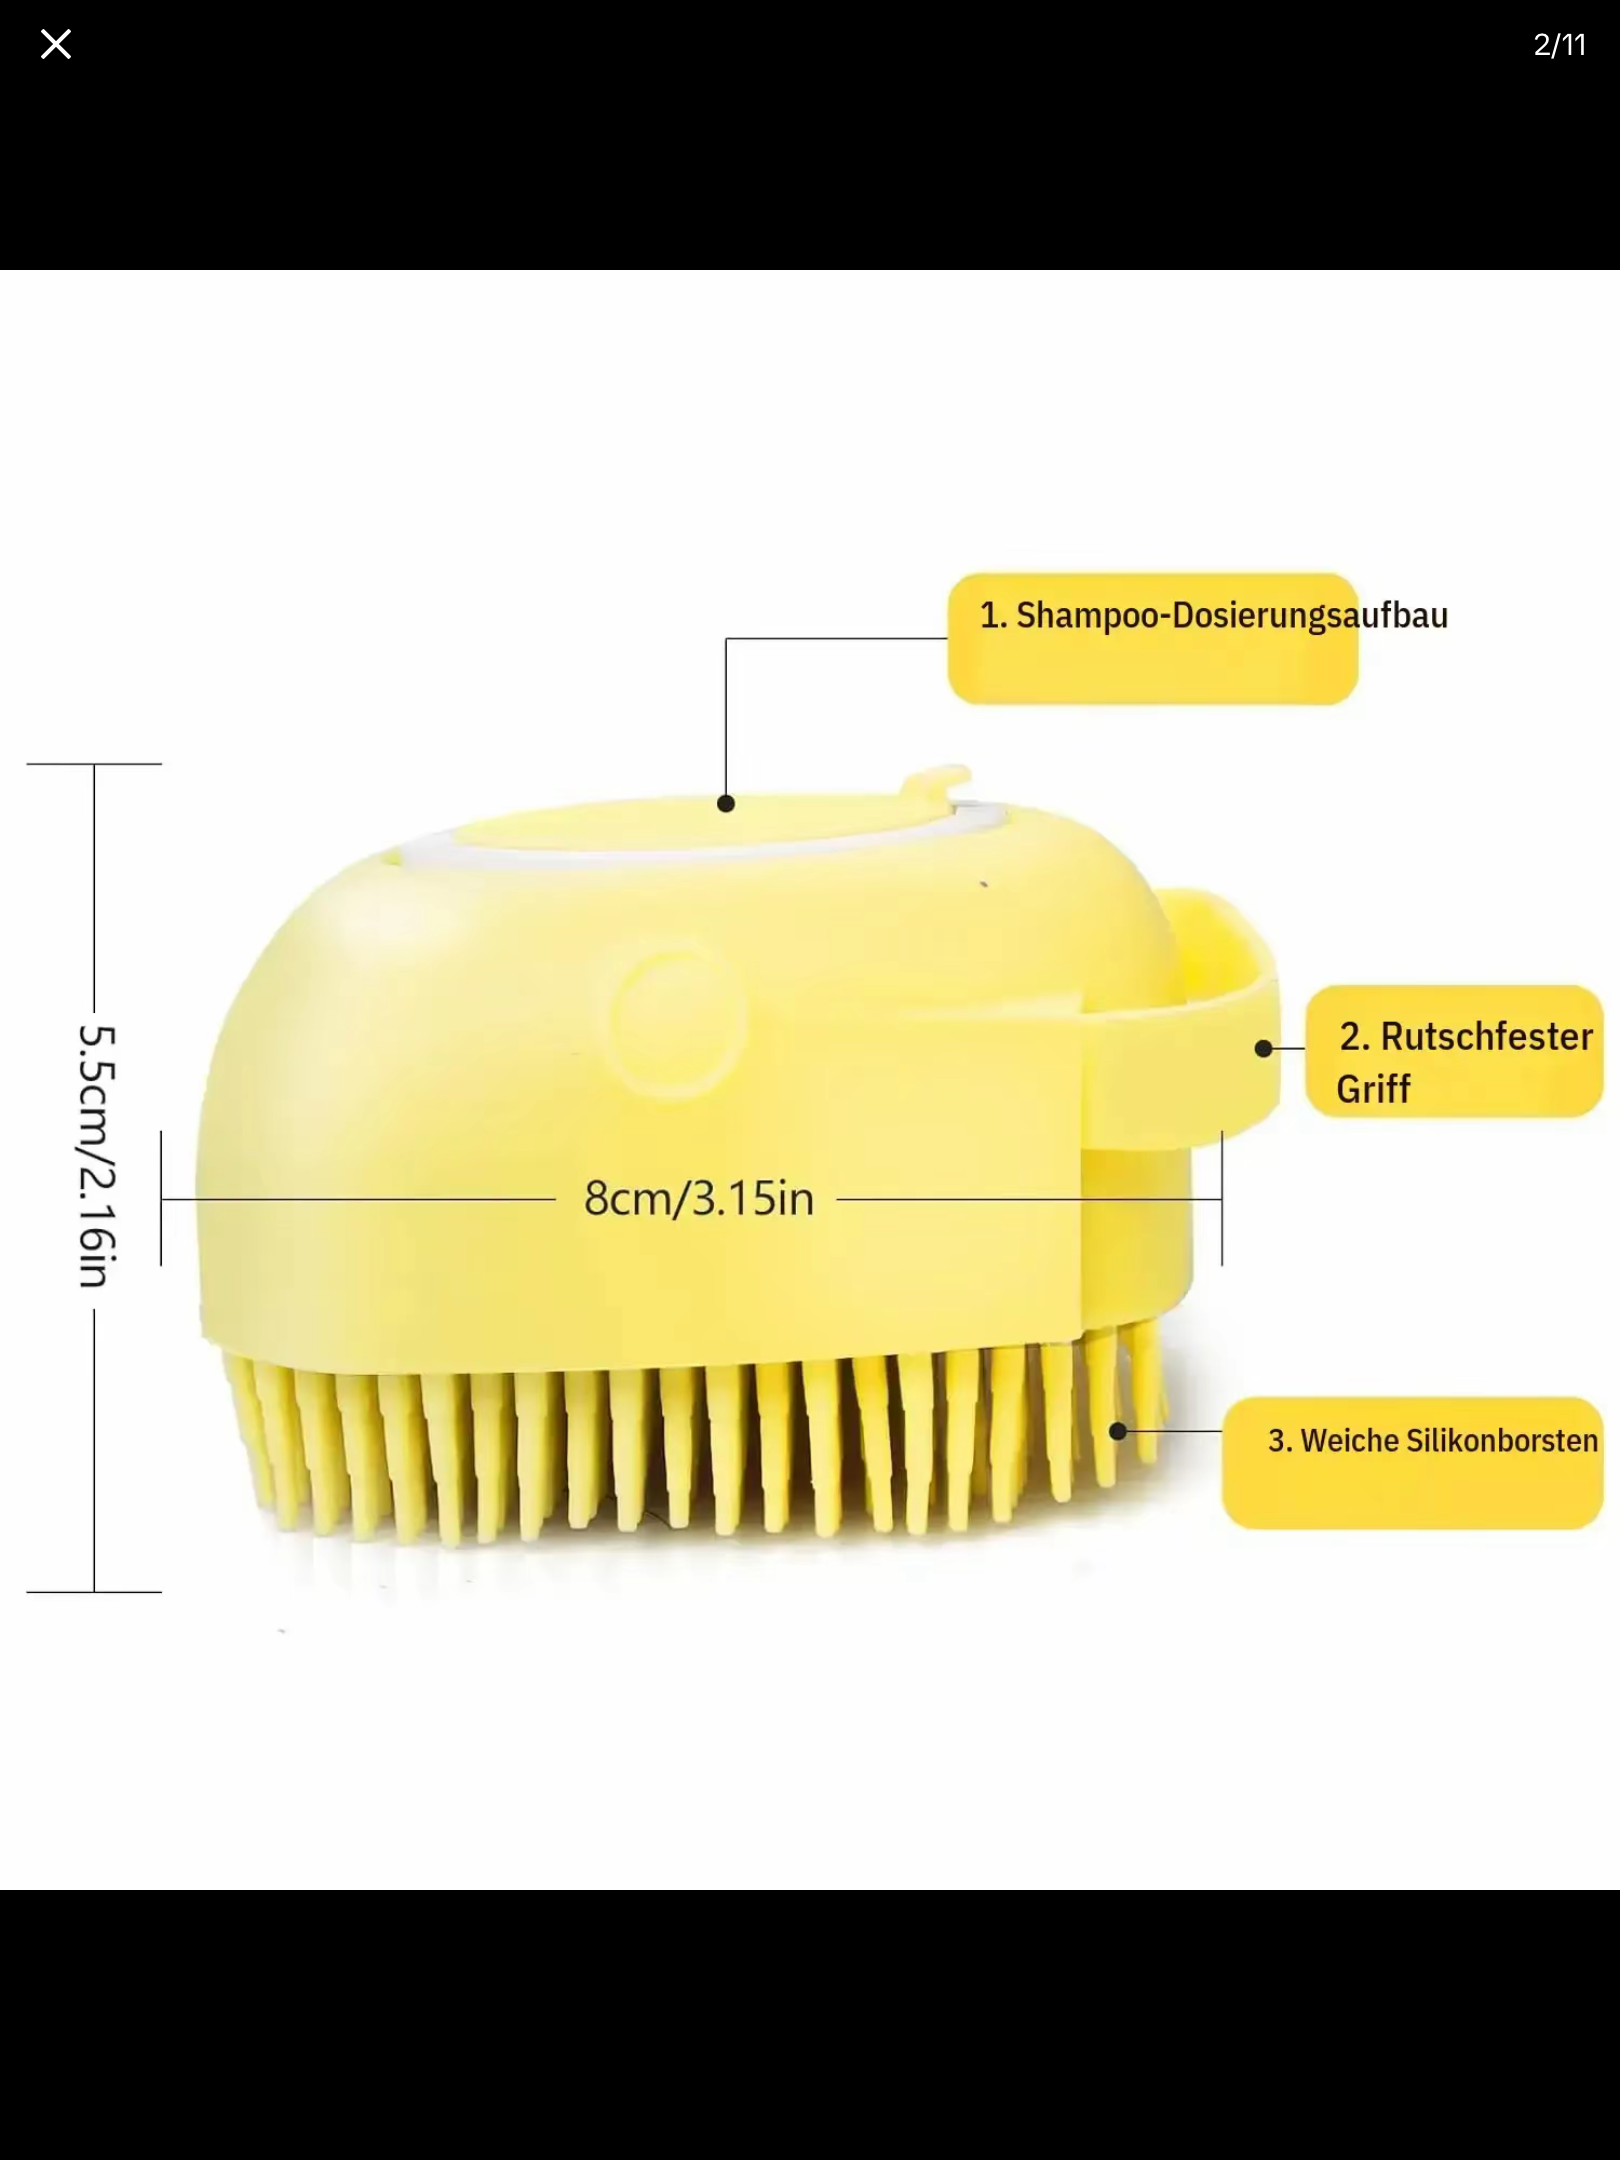 2/11
1. Shampoo-Dosierungsaufbau
5.5cm/2.16in
2. Rutschfester
Griff
8cm/3.15in
3. Weiche Silikonborsten